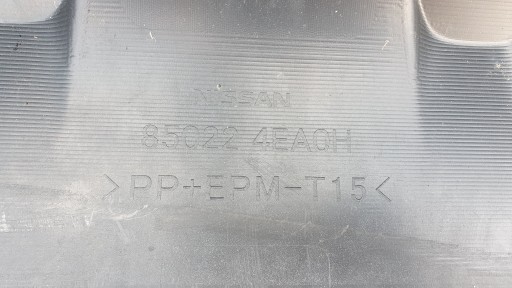 NISSAN
85022 4EA0H
>PP+EPM-T15<